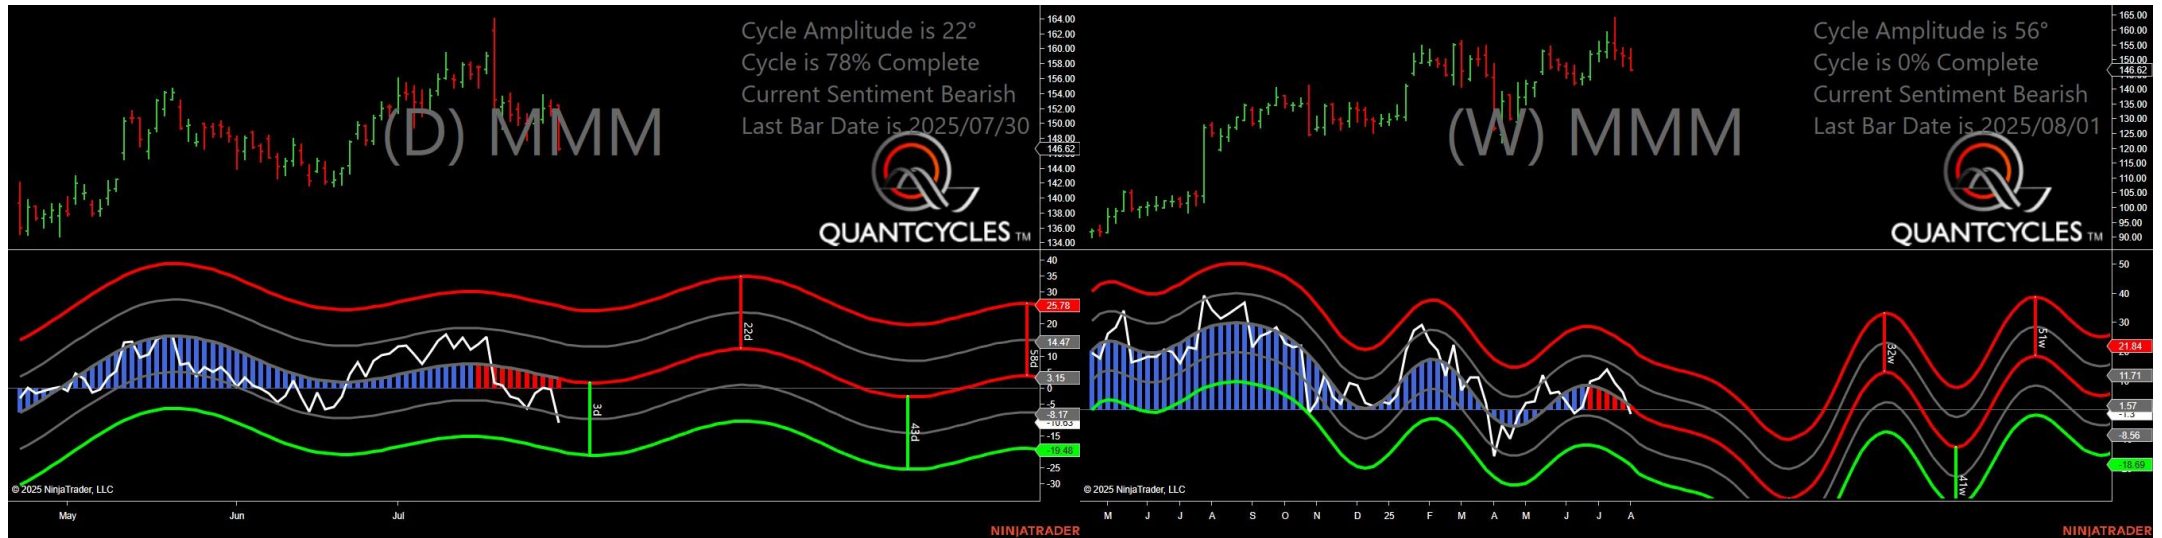 Cycle Amplitude is 22°
Cycle is 78% Complete
Current Sentiment Bearish
Last Bar Date is 2025/07/30
(D) MMM
QUANTCYCLES TM
164.00
162.00
160.00
158.00
156.00
154.00
152.00
150.00
148.00
146.62
144.00
142.00
140.00
138.00
136.00
134.00
40
35
30
25.78
20
14.47
10
5
3.15
0
-5
-8.17
-10.63
-15
-19.48
-25
-30
22d
58d
3d
43d
© 2025 NinjaTrader, LLC
May Jun Jul
NINJATRADER
Cycle Amplitude is 56°
Cycle is 0% Complete
Current Sentiment Bearish
Last Bar Date is 2025/08/01
(W) MMM
QUANTCYCLES TM
165.00
160.00
155.00
150.00
146.62
140.00
135.00
130.00
125.00
120.00
115.00
110.00
105.00
100.00
95.00
90.00
50
40
30
21.84
11.71
1.57
-1.3
-8.56
-18.69
32w
51w
41w
© 2025 NinjaTrader, LLC
M J J A S O N D 25 F M A M J J A
NINJATRADER